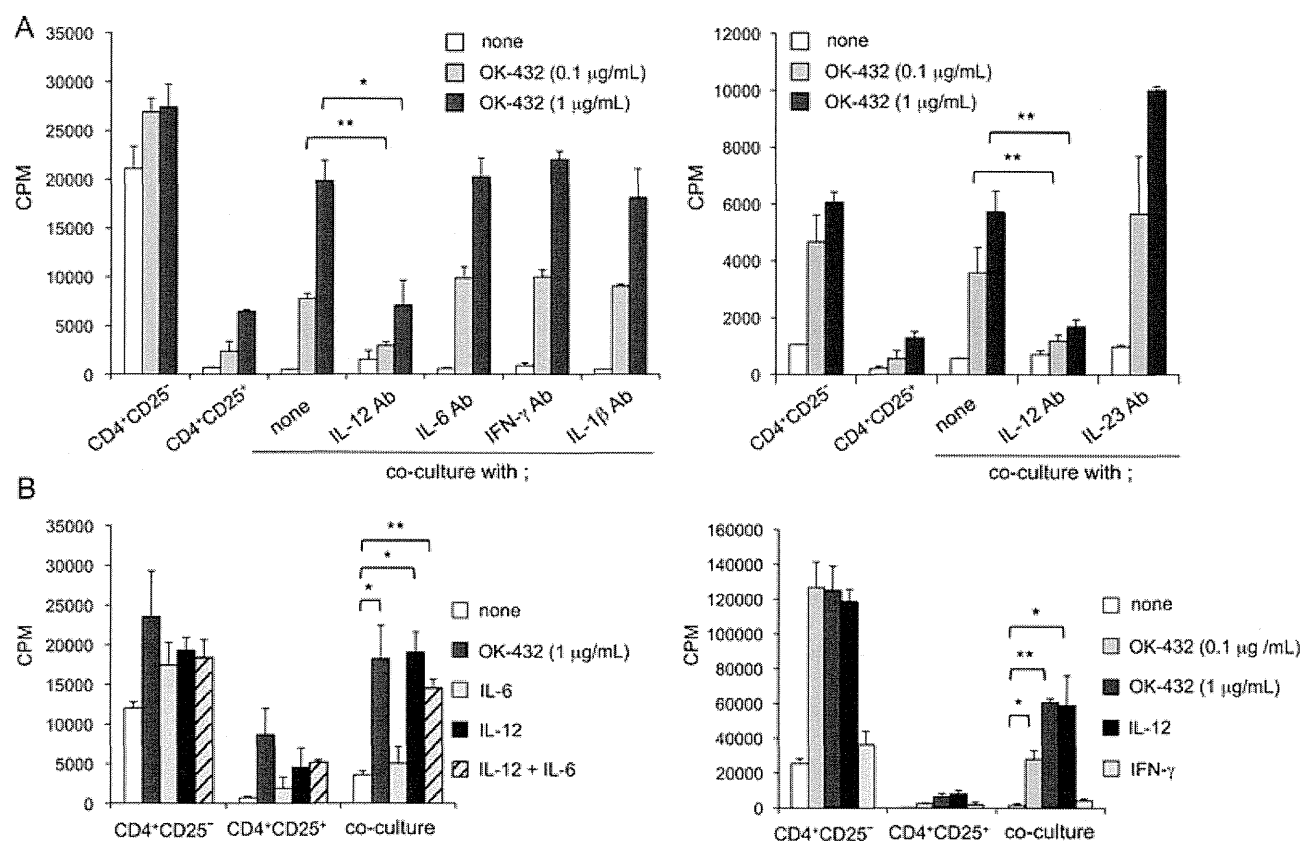 A
CPM
35000
30000
25000
20000
15000
10000
5000
0
none
OK-432 (0.1 μg/mL)
OK-432 (1 μg/mL)
*
**
CD4⁺CD25⁻
CD4⁺CD25⁺
none
IL-12 Ab
IL-6 Ab
IFN-γ Ab
IL-1β Ab
co-culture with ;
CPM
12000
10000
8000
6000
4000
2000
0
none
OK-432 (0.1 μg/mL)
OK-432 (1 μg/mL)
**
**
CD4⁺CD25⁻
CD4⁺CD25⁺
none
IL-12 Ab
IL-23 Ab
co-culture with ;
B
CPM
35000
30000
25000
20000
15000
10000
5000
0
**
*
*
none
OK-432 (1 μg/mL)
IL-6
IL-12
IL-12 + IL-6
CD4⁺CD25⁻
CD4⁺CD25⁺
co-culture
CPM
160000
140000
120000
100000
80000
60000
40000
20000
0
*
**
*
none
OK-432 (0.1 μg /mL)
OK-432 (1 μg/mL)
IL-12
IFN-γ
CD4⁺CD25⁻
CD4⁺CD25⁺
co-culture